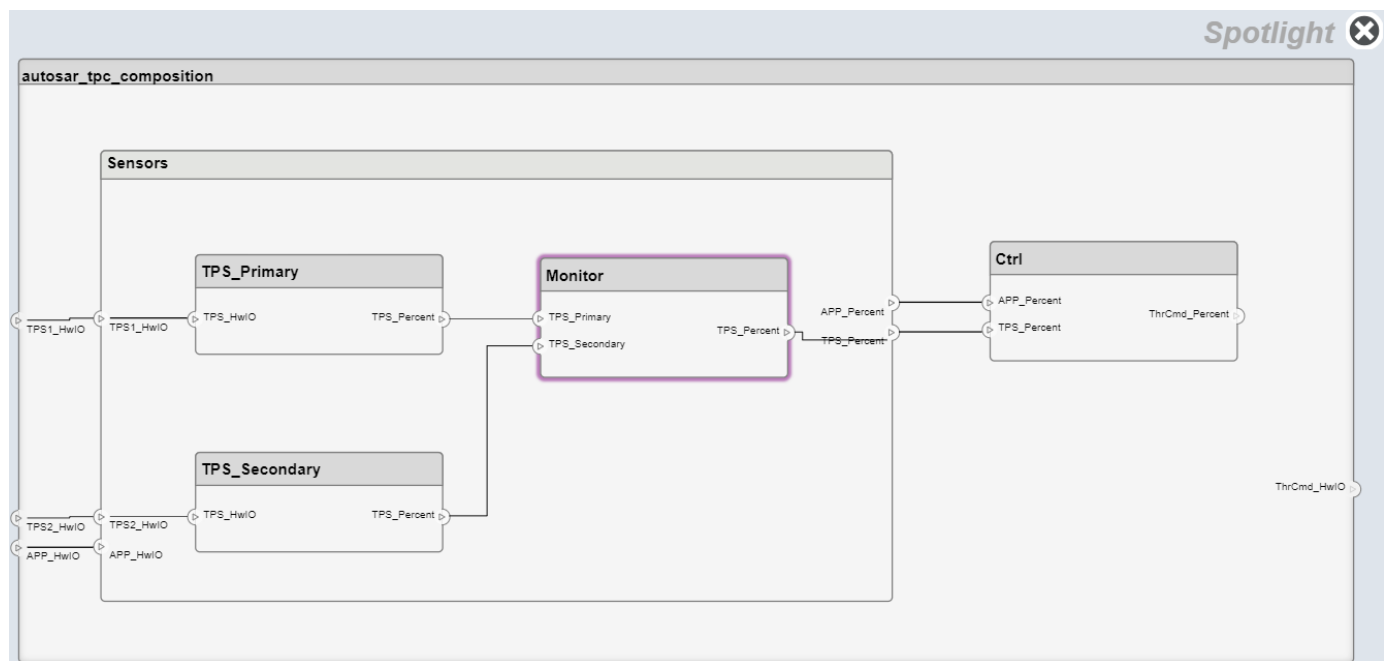 Spotlight
autosar_tpc_composition
Sensors
TPS_Primary
TPS_HwIO
TPS_Percent
Monitor
TPS_Primary
TPS_Secondary
TPS_Percent
Ctrl
APP_Percent
TPS_Percent
ThrCmd_Percent
APP_Percent
TPS_Percent
TPS1_HwIO
TPS1_HwIO
TPS_Secondary
TPS_HwIO
TPS_Percent
TPS2_HwIO
TPS2_HwIO
APP_HwIO
APP_HwIO
ThrCmd_HwIO